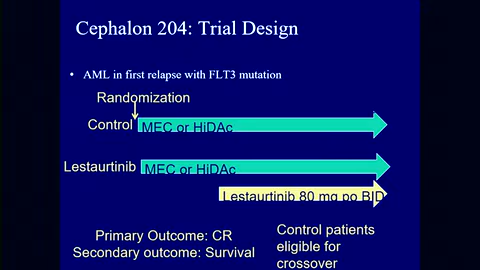 Cephalon 204: Trial Design
• AML in first relapse with FLT3 mutation
Randomization
Control
MEC or HiDAc
Lestaurtinib
MEC or HiDAc
Lestaurtinib 80 mg po BID
Primary Outcome: CR
Secondary outcome: Survival
Control patients
eligible for
crossover